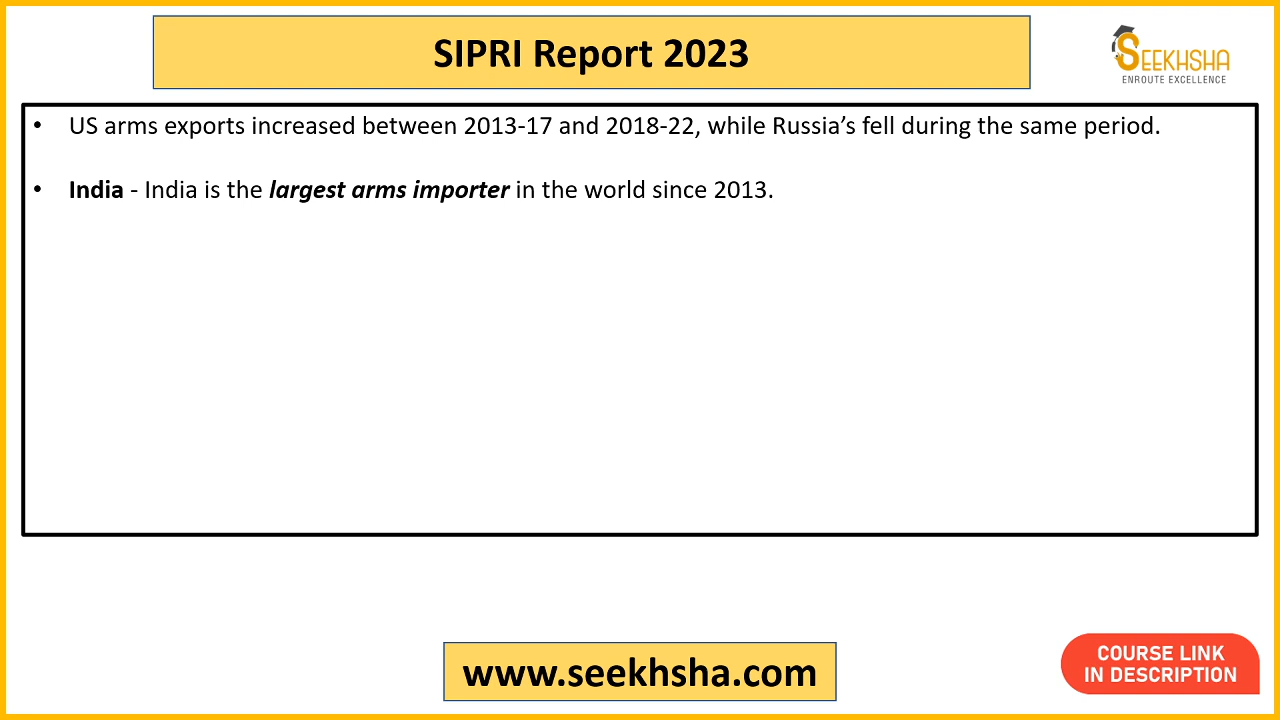 SIPRI Report 2023
SEEKHSHA
ENROUTE EXCELLENCE
• US arms exports increased between 2013-17 and 2018-22, while Russia’s fell during the same period.
• India - India is the largest arms importer in the world since 2013.
www.seekhsha.com
COURSE LINK
IN DESCRIPTION